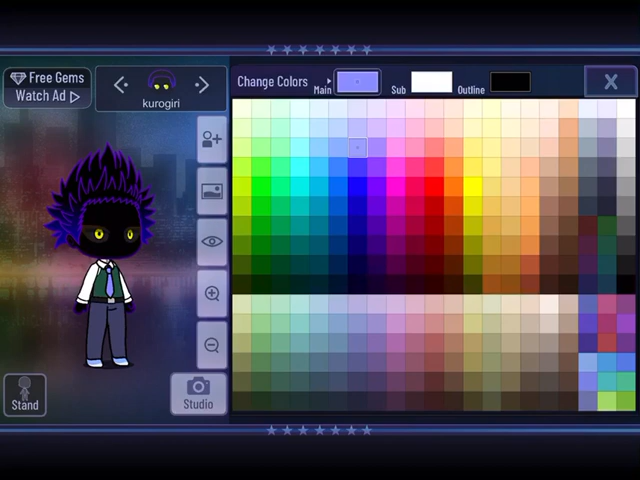 Free Gems
Watch Ad
kurogiri
Change Colors
Main
Sub
Outline
X
Stand
Studio